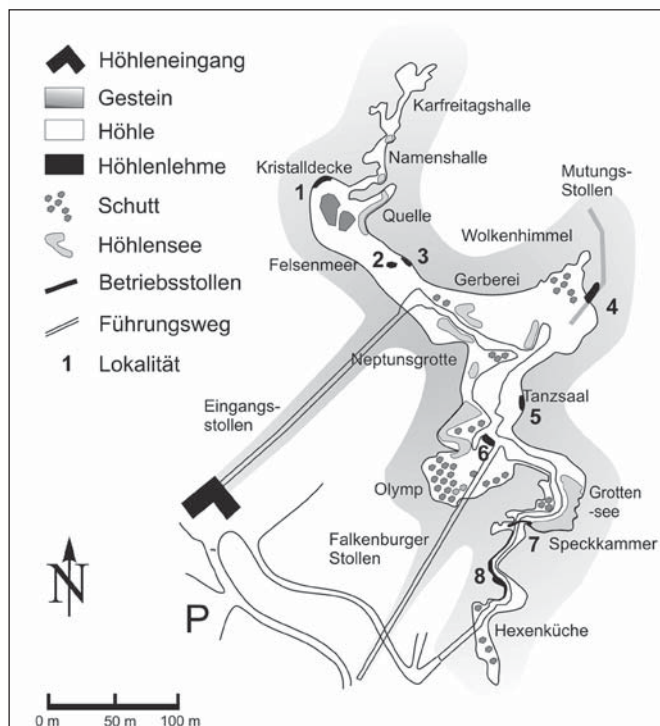 Höhleneingang
Gestein
Höhle
Höhlenlehme
Schutt
Höhlensee
Betriebsstollen
Führungsweg
1 Lokalität
Karfreitagshalle
Namenshalle
Kristalldecke
1
Quelle
Mutungs-
Stollen
Wolkenhimmel
Felsenmeer
2
3
Gerberei
4
Neptunsgrotte
Eingangs-
stollen
Tanzsaal
5
6
Olymp
Grotten
-see
Falkenburger
Stollen
7
Speckkammer
8
Hexenküche
N
P
0 m 50 m 100 m